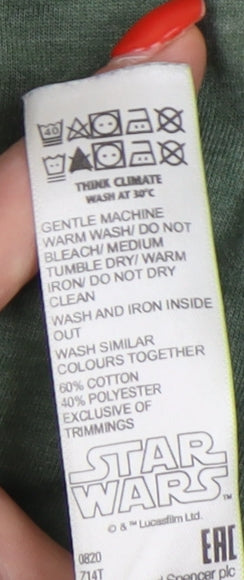 40
THINK CLIMATE
WASH AT 30°C
GENTLE MACHINE
WARM WASH/ DO NOT
BLEACH/ MEDIUM
TUMBLE DRY/ WARM
IRON/ DO NOT DRY
CLEAN
WASH AND IRON INSIDE
OUT
WASH SIMILAR
COLOURS TOGETHER
60% COTTON
40% POLYESTER
EXCLUSIVE OF
TRIMMINGS
STAR
WARS™
© & ™ Lucasfilm Ltd.
0820 EAC
Z14T
Spencer plc